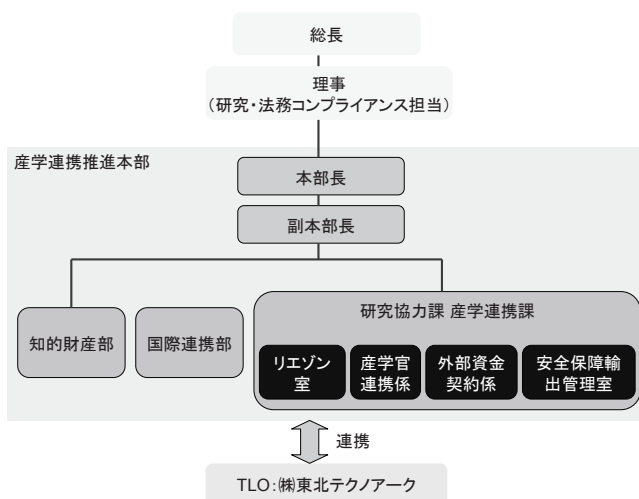 総長
理事
(研究・法務コンプライアンス担当)
産学連携推進本部
本部長
副本部長
知的財産部
国際連携部
研究協力課 産学連携課
リエゾン
室
産学官
連携係
外部資金
契約係
安全保障輸
出管理室
連携
TLO:㈱東北テクノアーク